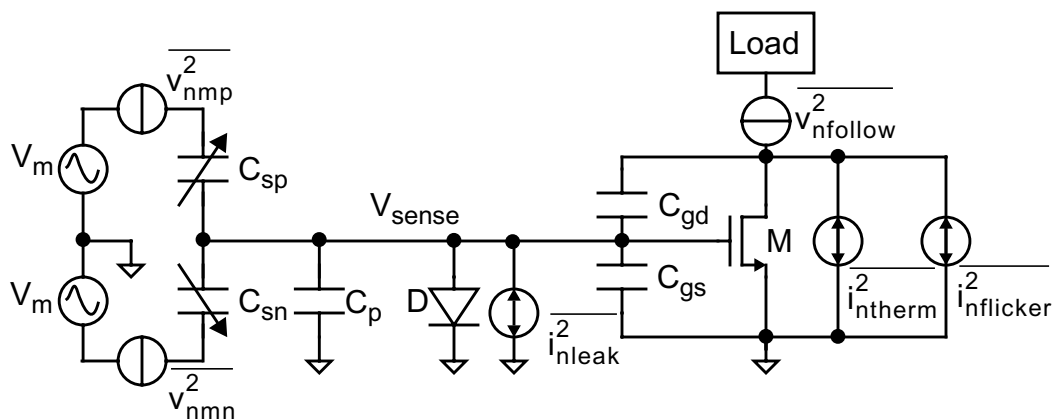 Load
v²nmp
v²nfollow
Vm
Csp
Cgd
Vsense
M
Vm
Csn
Cp
D
Cgs
i²nleak
i²ntherm
i²nflicker
v²nmn